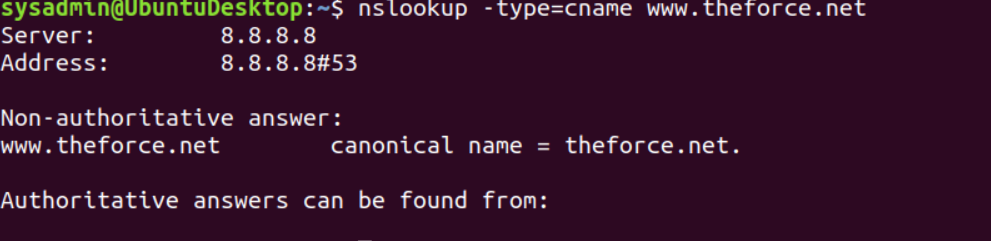 sysadmin@UbuntuDesktop:~$ nslookup -type=cname www.theforce.net
Server:         8.8.8.8
Address:        8.8.8.8#53
Non-authoritative answer:
www.theforce.net        canonical name = theforce.net.
Authoritative answers can be found from: